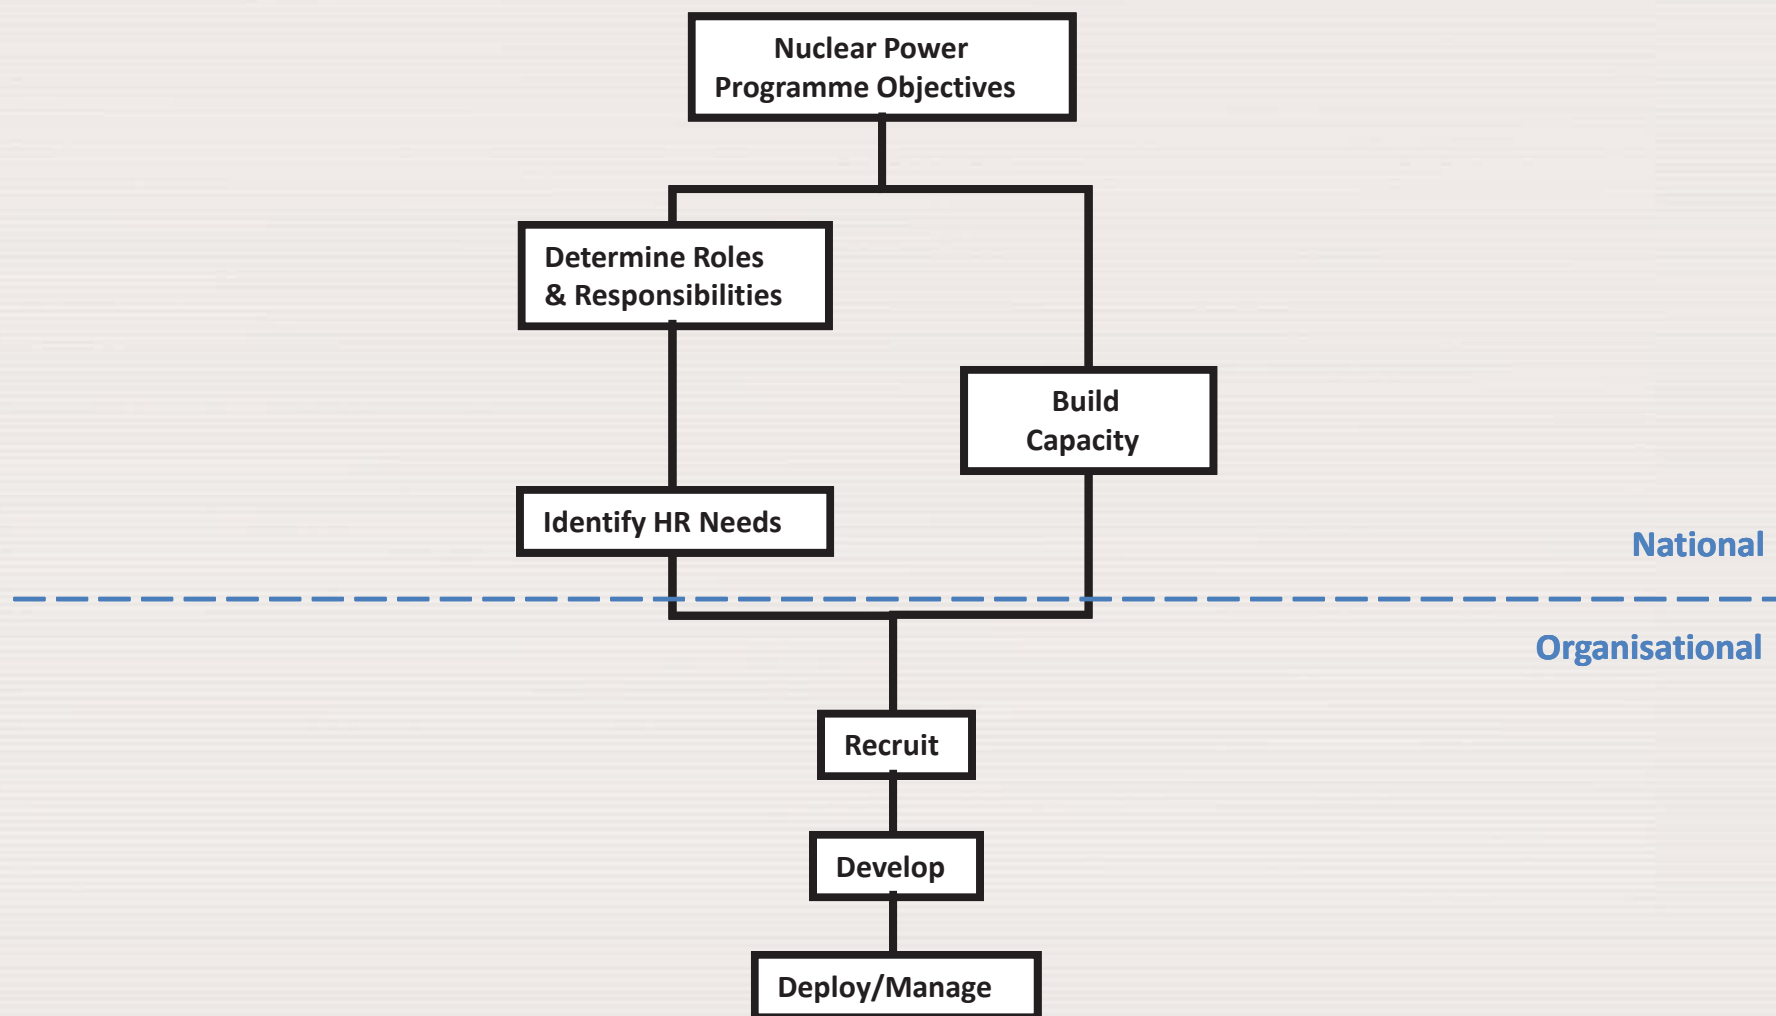 Nuclear Power
Programme Objectives
Determine Roles
& Responsibilities
Build
Capacity
Identify HR Needs
National
Organisational
Recruit
Develop
Deploy/Manage